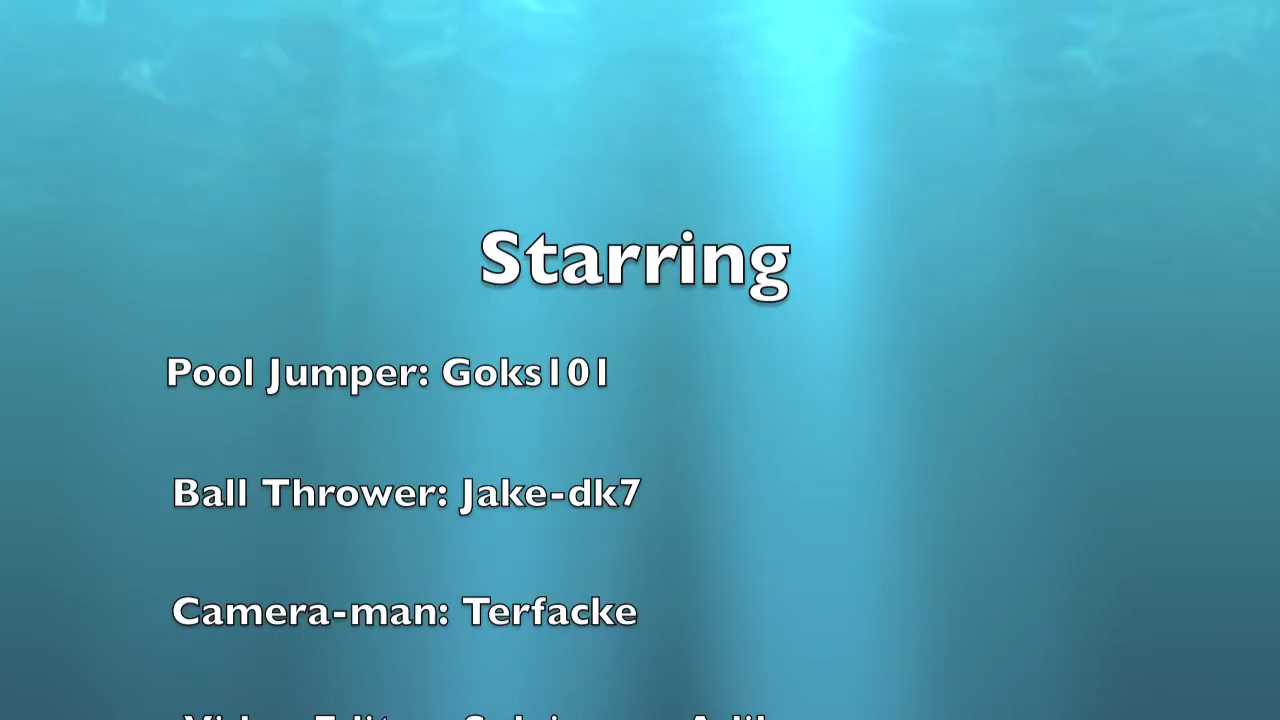 Starring
Pool Jumper: Goks101
Ball Thrower: Jake-dk7
Camera-man: Terfacke